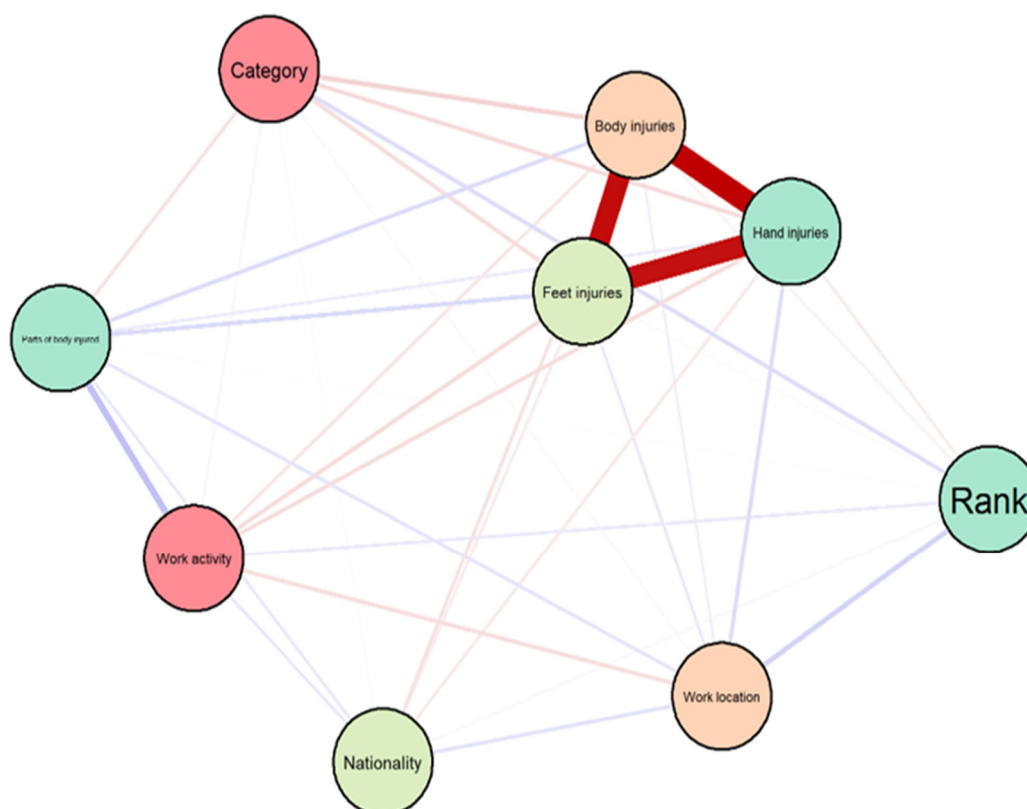 Category
Body injuries
Hand injuries
Feet injuries
Parts of body injured
Rank
Work activity
Work location
Nationality